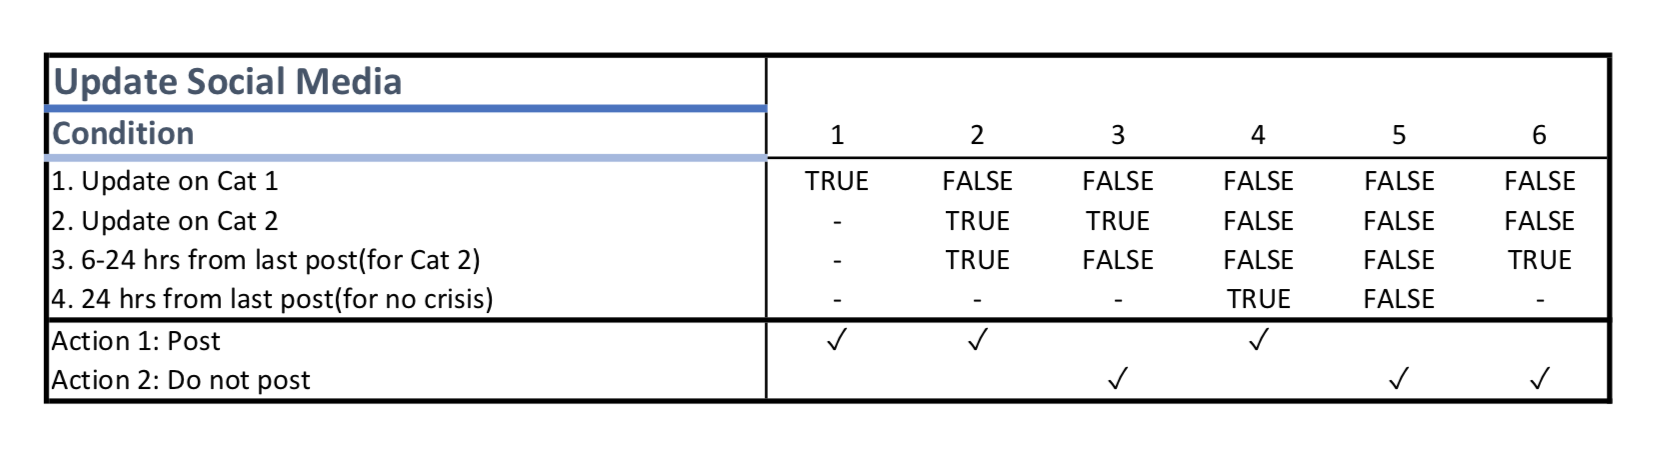 Update Social Media
Condition 1 2 3 4 5 6
1. Update on Cat 1 TRUE FALSE FALSE FALSE FALSE FALSE
2. Update on Cat 2 - TRUE TRUE FALSE FALSE FALSE
3. 6-24 hrs from last post(for Cat 2) - TRUE FALSE FALSE FALSE TRUE
4. 24 hrs from last post(for no crisis) - - - TRUE FALSE -
Action 1: Post ✓ ✓ ✓
Action 2: Do not post ✓ ✓ ✓